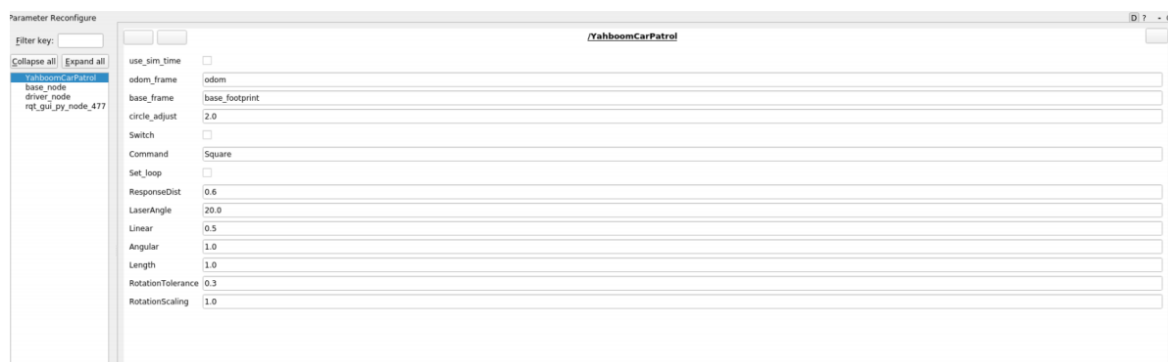 Parameter Reconfigure
D ? -
Filter key:
Collapse all Expand all
YahboomCarPatrol
base_node
driver_node
rqt_gui_py_node_477
/YahboomCarPatrol
use_sim_time
odom_frame odom
base_frame base_footprint
circle_adjust 2.0
Switch
Command Square
Set_loop
ResponseDist 0.6
LaserAngle 20.0
Linear 0.5
Angular 1.0
Length 1.0
RotationTolerance 0.3
RotationScaling 1.0